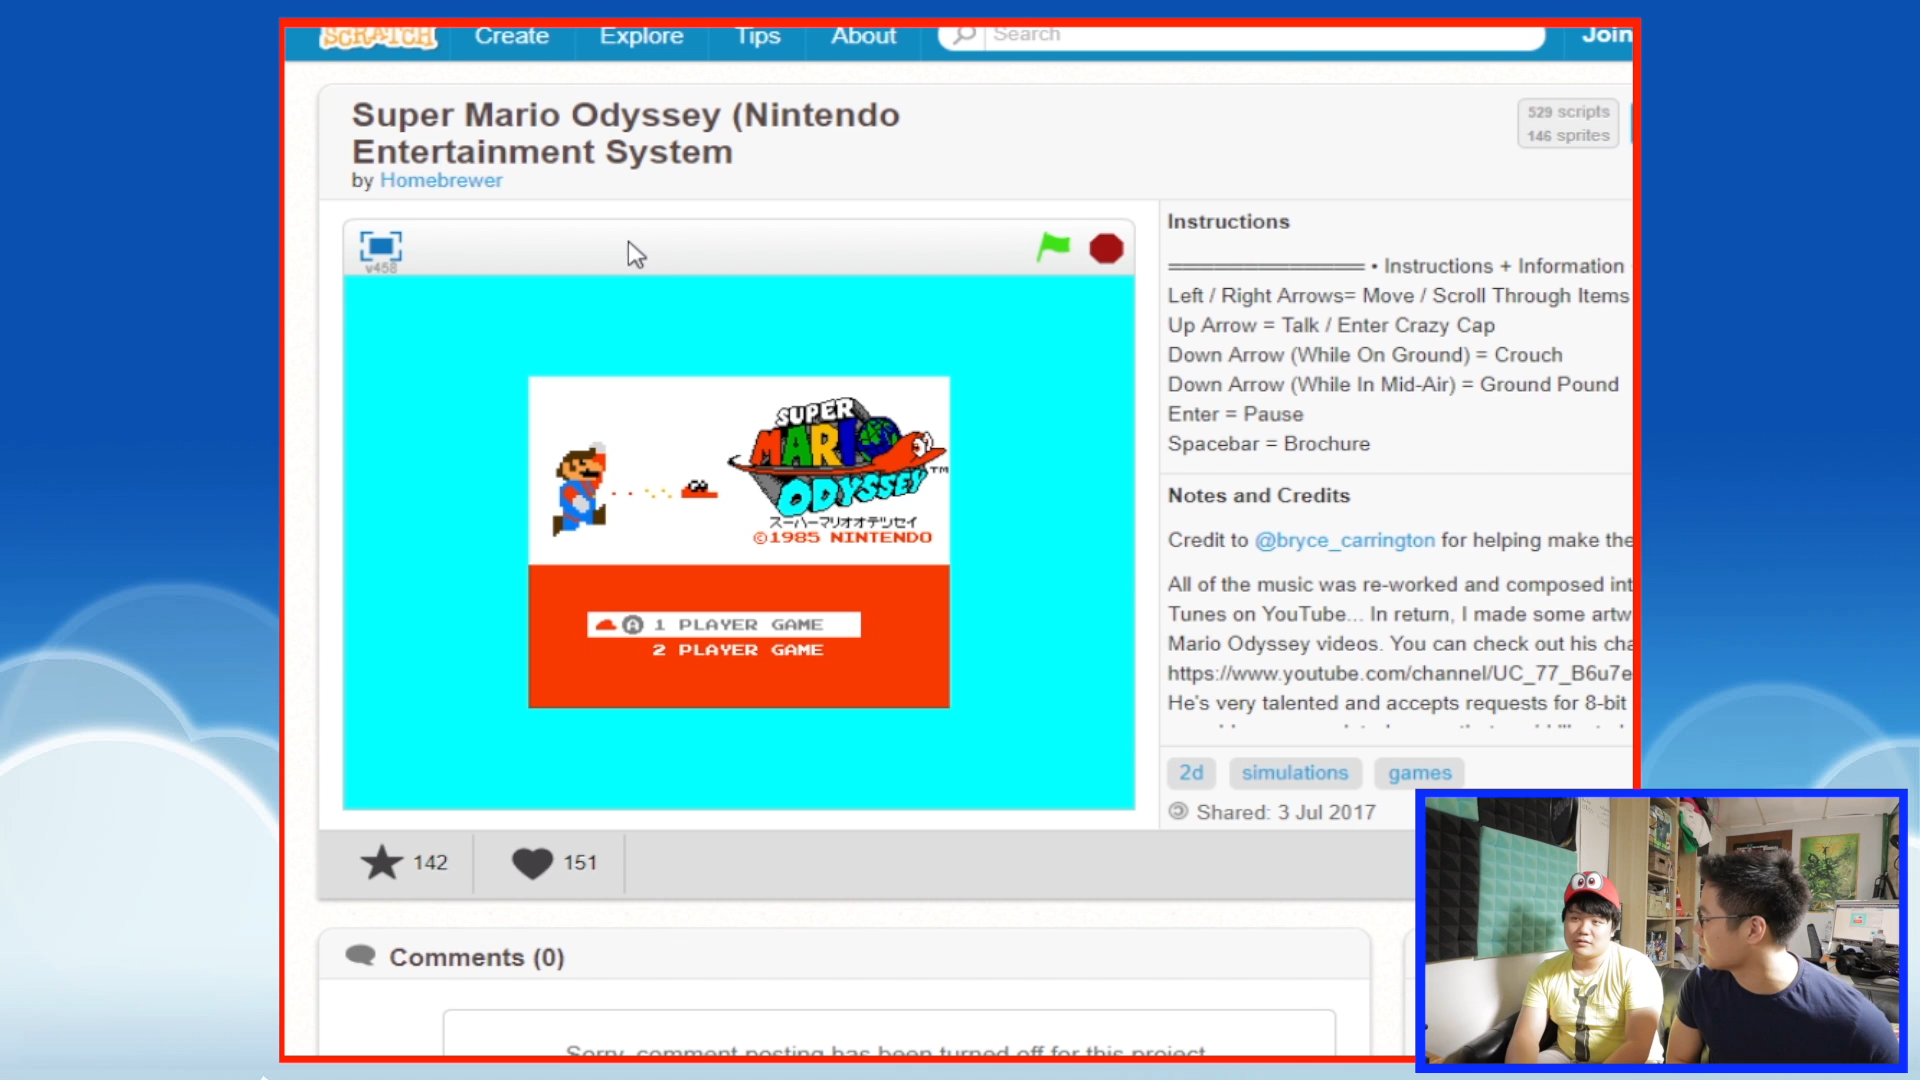 SCRATCH Create Explore Tips About Search Join
Super Mario Odyssey (Nintendo
Entertainment System
by Homebrewer
529 scripts
146 sprites
v458
SUPER
MARIO
ODYSSEY
TM
スーパーマリオオデッセイ
©1985 NINTENDO
1 PLAYER GAME
2 PLAYER GAME
Instructions
═══════════════ • Instructions + Information
Left / Right Arrows= Move / Scroll Through Items
Up Arrow = Talk / Enter Crazy Cap
Down Arrow (While On Ground) = Crouch
Down Arrow (While In Mid-Air) = Ground Pound
Enter = Pause
Spacebar = Brochure
Notes and Credits
Credit to @bryce_carrington for helping make the
All of the music was re-worked and composed int
Tunes on YouTube... In return, I made some artw
Mario Odyssey videos. You can check out his cha
https://www.youtube.com/channel/UC_77_B6u7e
He's very talented and accepts requests for 8-bit
2d simulations games
Shared: 3 Jul 2017
142 151
Comments (0)
Sorry, comment posting has been turned off for this project